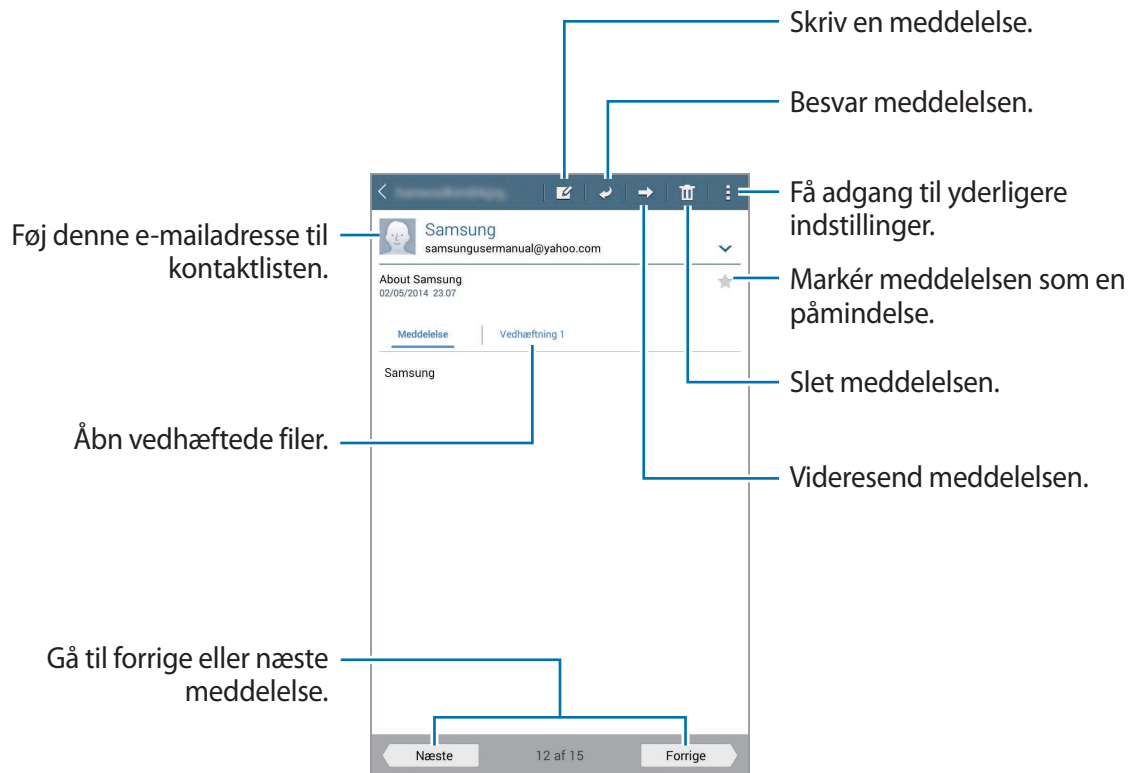 Skriv en meddelelse.
Besvar meddelelsen.
Få adgang til yderligere
indstillinger.
Føj denne e-mailadresse til
kontaktlisten.
Samsung
samsungusermanual@yahoo.com
About Samsung
02/05/2014 23.07
Markér meddelelsen som en
påmindelse.
Meddelelse
Vedhæftning 1
Samsung
Slet meddelelsen.
Åbn vedhæftede filer.
Videresend meddelelsen.
Gå til forrige eller næste
meddelelse.
Næste
12 af 15
Forrige